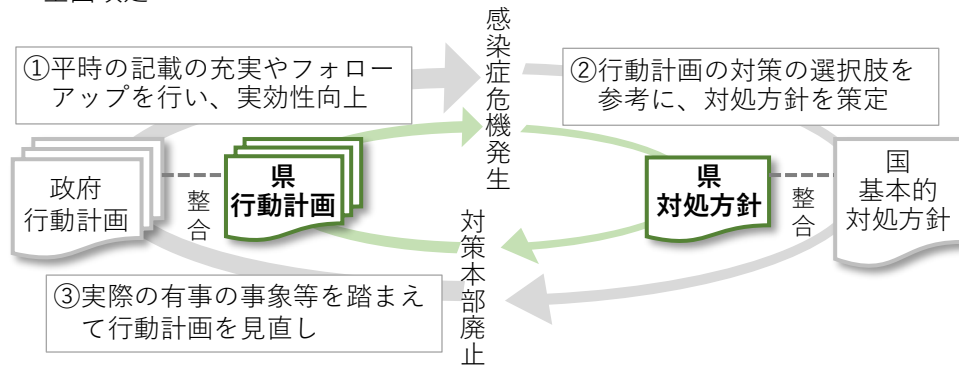 ①平時の記載の充実やフォロー
アップを行い、実効性向上
感染症危機発生
②行動計画の対策の選択肢を
参考に、対処方針を策定
政府
行動計画
整合
県
行動計画
県
対処方針
整合
国
基本的
対処方針
対策本部廃止
③実際の有事の事象等を踏まえ
て行動計画を見直し